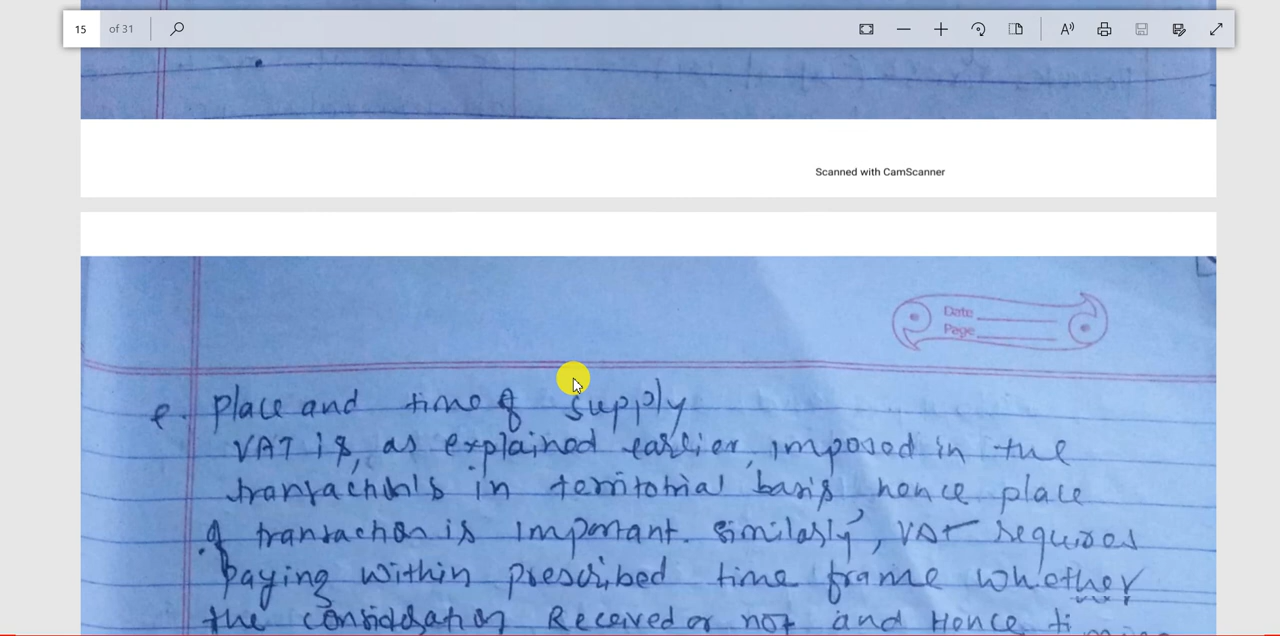 15 of 31
Scanned with CamScanner
Date
Page
e. Place and time of supply
VAT is, as explained earlier, imposed in the
transactions in territorial basis hence place
of transaction is important. Similarly, VAT requires
paying within prescribed time frame whether
the consideration Received or not and Hence